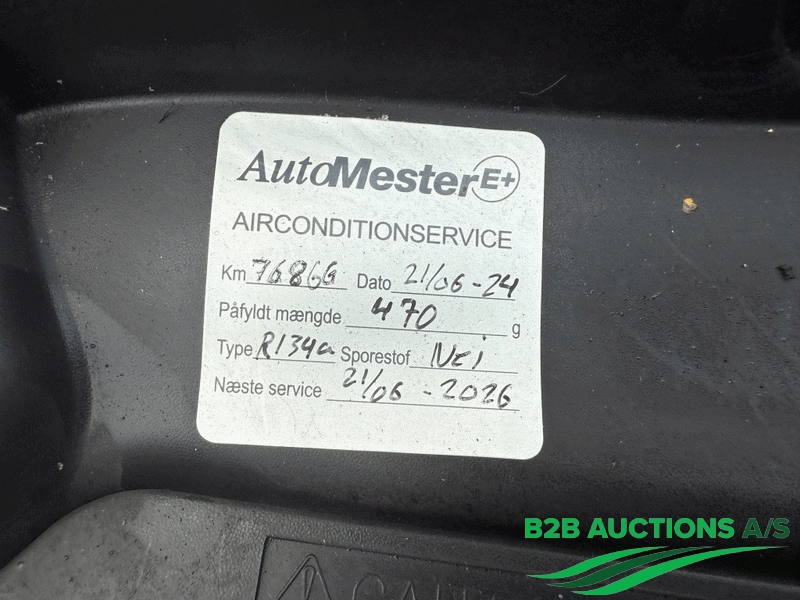 AutoMester E+
AIRCONDITIONSERVICE
Km 76866 Dato 21/06-24
Påfyldt mængde 470 g
Type R134a Sporestof Nei
Næste service 21/06-2026
B2B AUCTIONS A/S